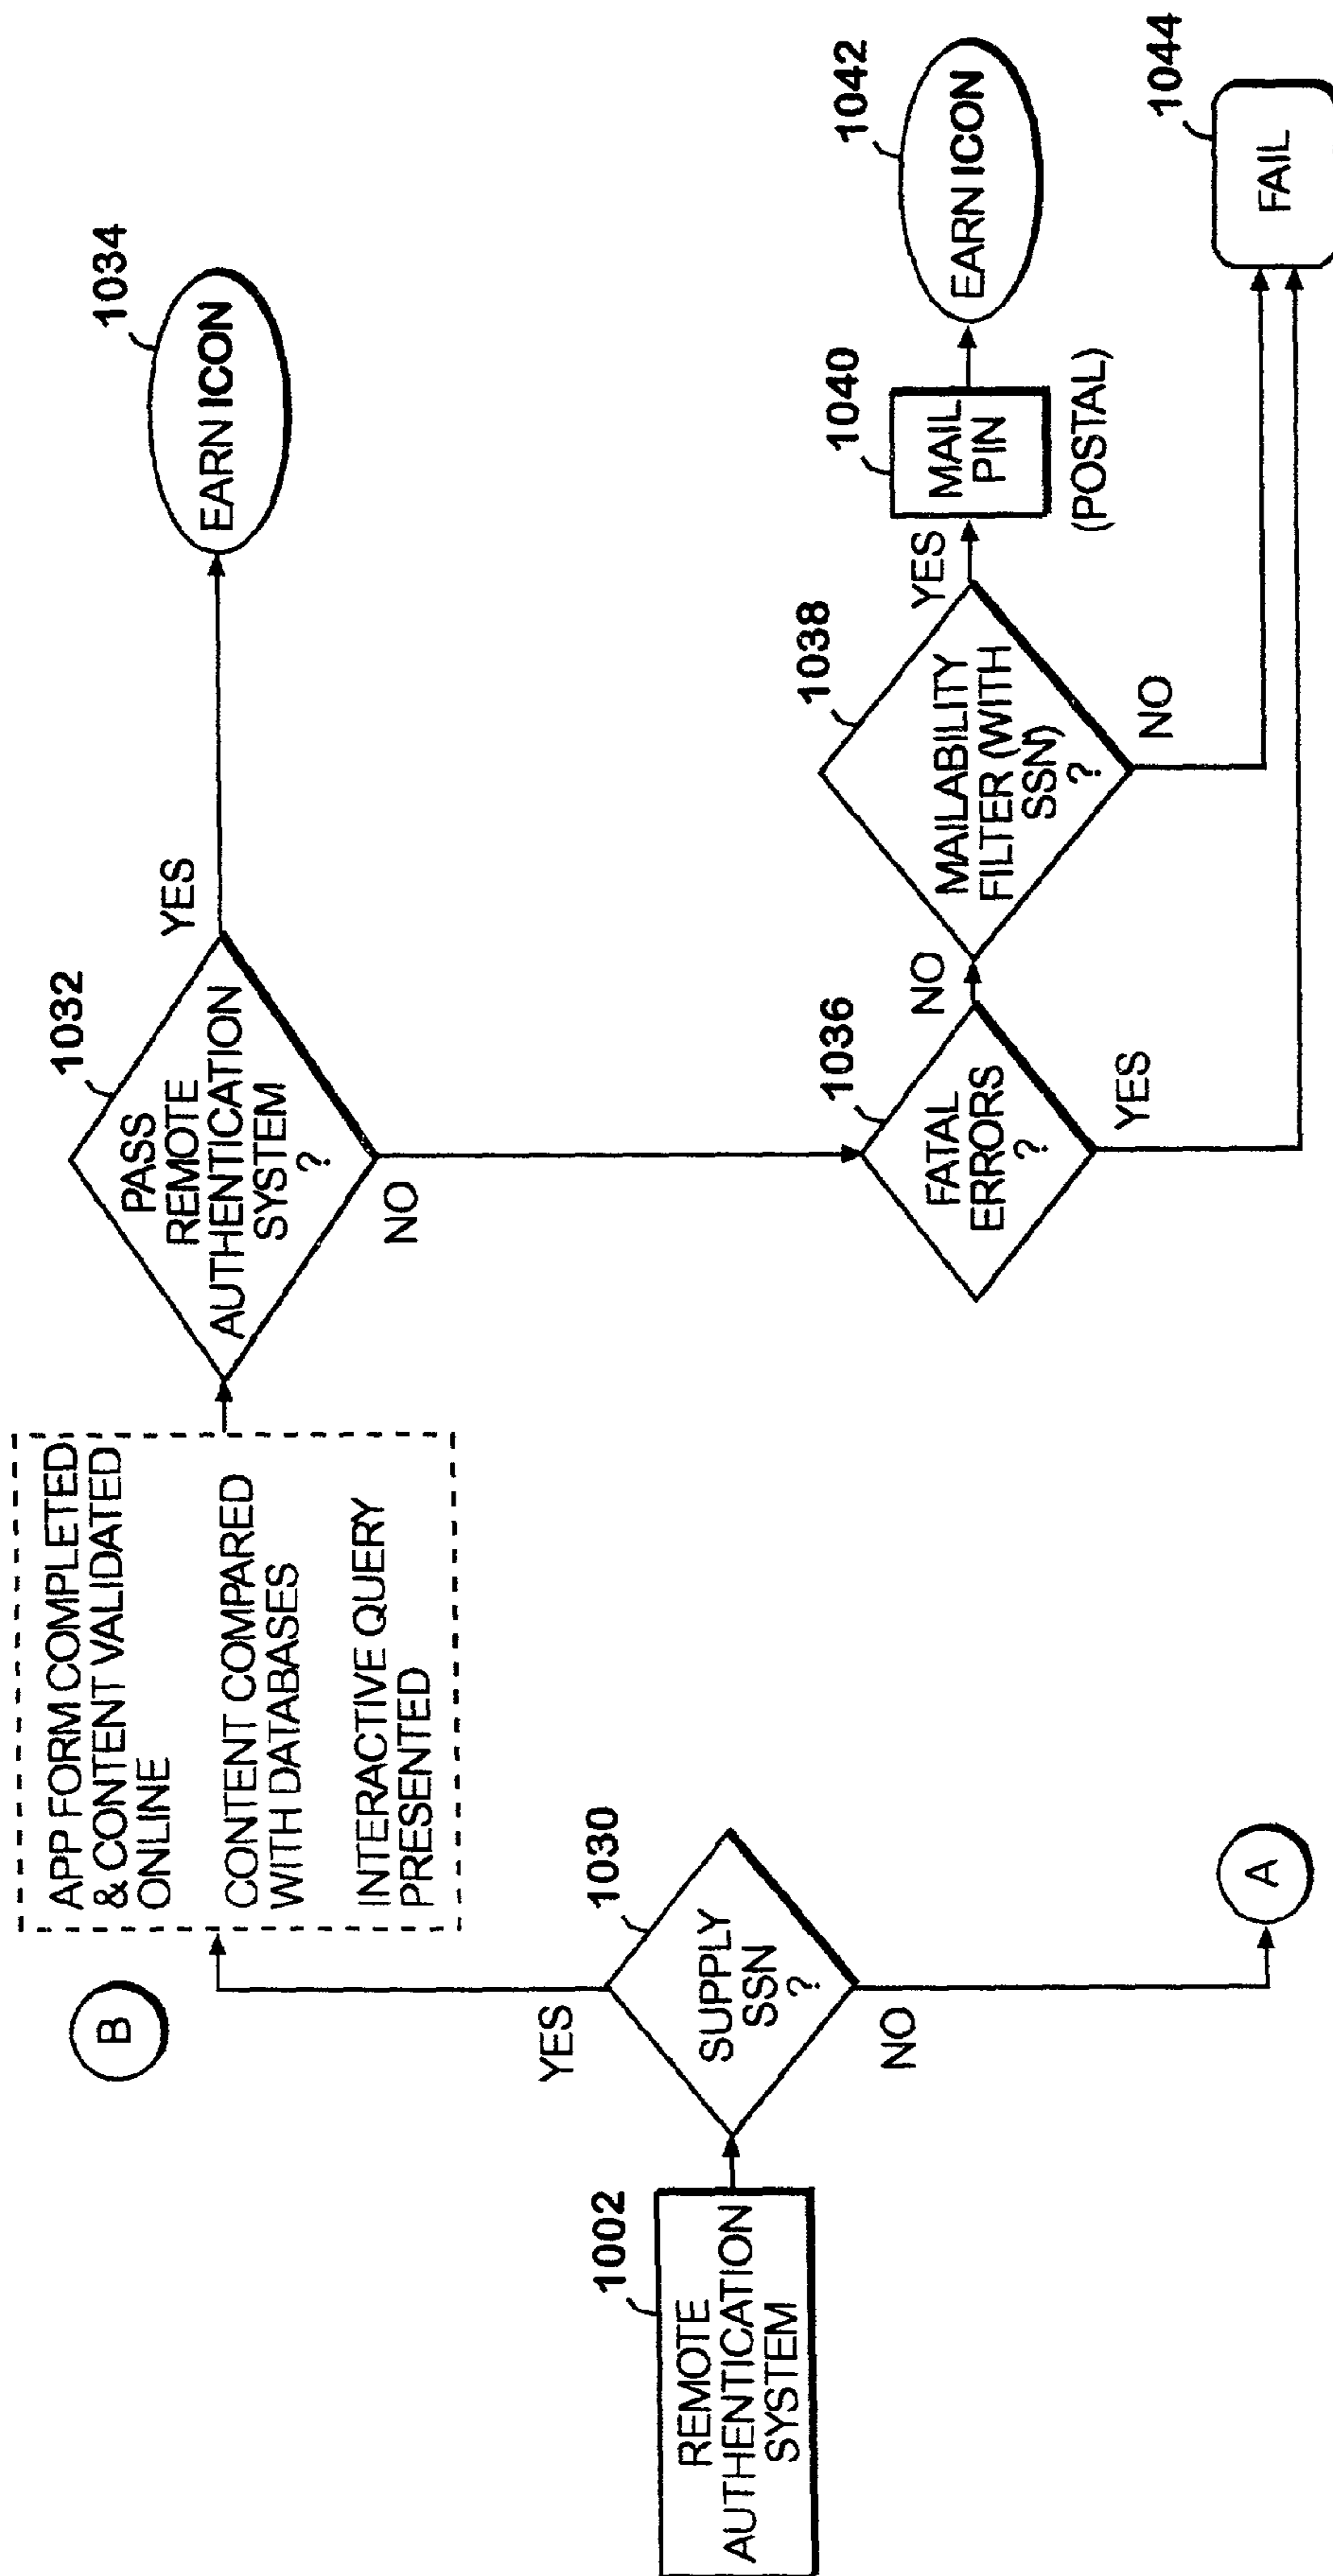 B
APP FORM COMPLETED
& CONTENT VALIDATED
ONLINE
CONTENT COMPARED
WITH DATABASES
INTERACTIVE QUERY
PRESENTED
1032
PASS
REMOTE
AUTHENTICATION
SYSTEM
?
YES
NO
1034
EARN ICON
1002
REMOTE
AUTHENTICATION
SYSTEM
1030
SUPPLY
SSN
?
YES
NO
A
1036
FATAL
ERRORS
?
NO
YES
1038
MAILABILITY
FILTER (WITH
SSN)
?
YES
NO
1040
MAIL
PIN
(POSTAL)
1042
EARN ICON
1044
FAIL